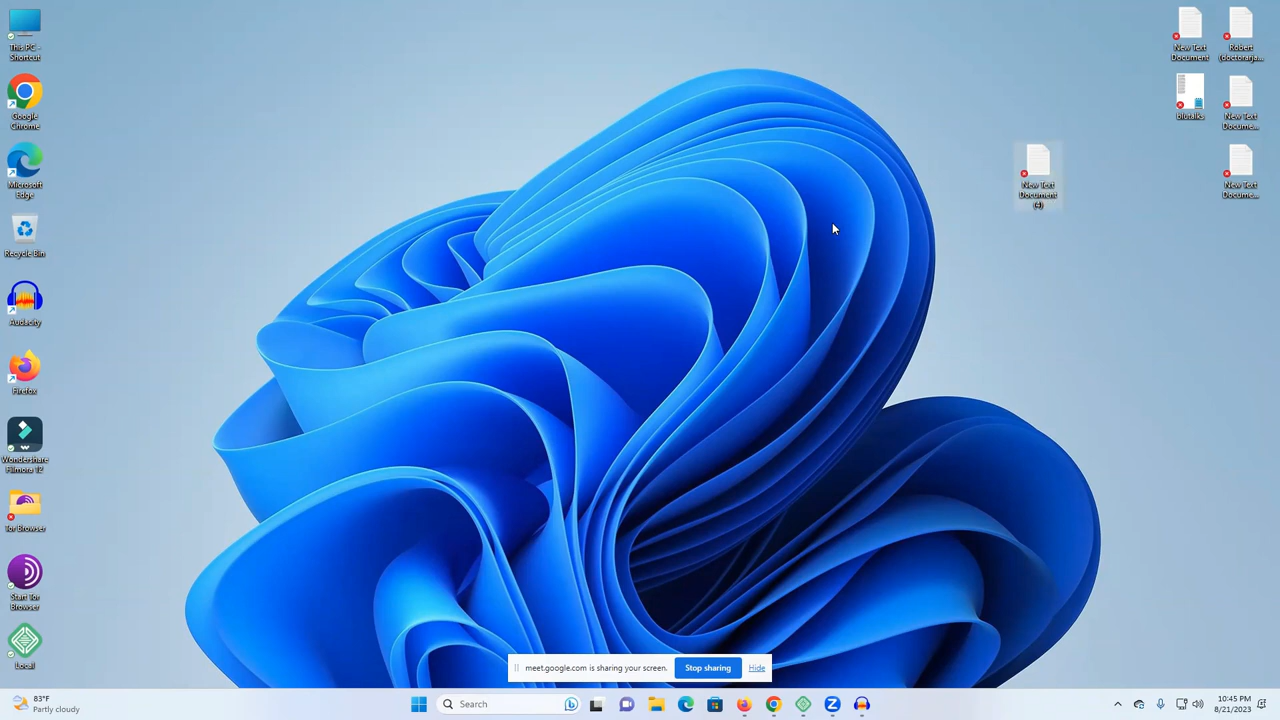 This PC -
Shortcut
Google
Chrome
Microsoft
Edge
Recycle Bin
Audacity
Firefox
Wondershare
Filmora 12
Tor Browser
Start Tor
Browser
Local
New Text
Document
Robert
(doctorarja...
blutalks
New Text
Docume...
New Text
Document
(4)
New Text
Docume...
meet.google.com is sharing your screen.
Stop sharing
Hide
83°F
Partly cloudy
Search
10:45 PM
8/21/2023